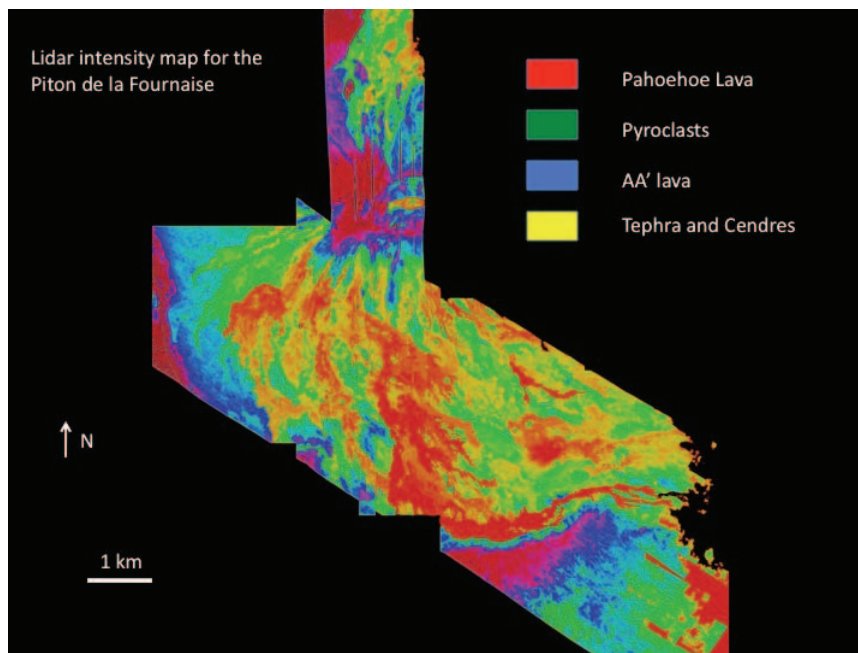 Lidar intensity map for the
Piton de la Fournaise
Pahoehoe Lava
Pyroclasts
AA’ lava
Tephra and Cendres
N
1 km